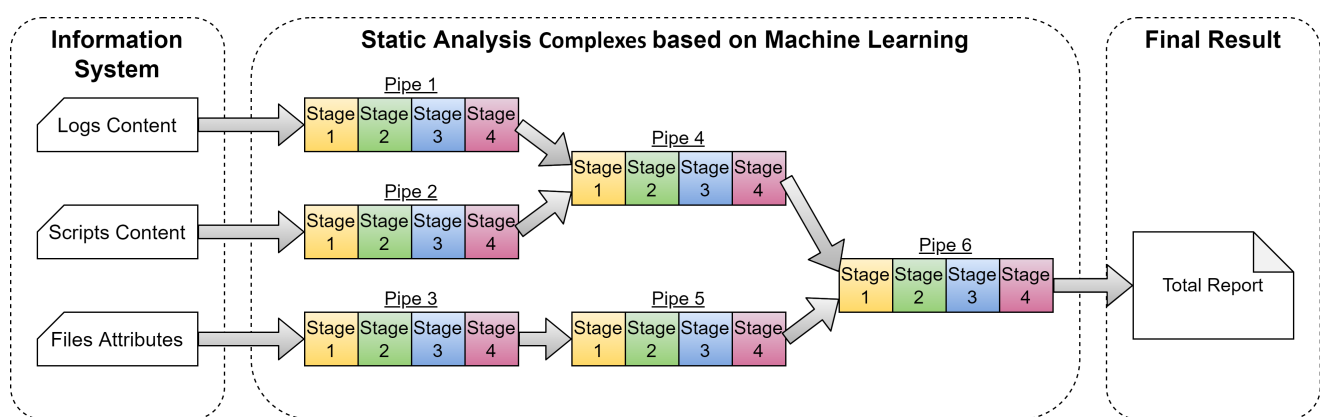 Information
System
Static Analysis Complexes based on Machine Learning
Final Result
Logs Content
Scripts Content
Files Attributes
Pipe 1
Stage
1
Stage
2
Stage
3
Stage
4
Pipe 2
Stage
1
Stage
2
Stage
3
Stage
4
Pipe 3
Stage
1
Stage
2
Stage
3
Stage
4
Pipe 4
Stage
1
Stage
2
Stage
3
Stage
4
Pipe 5
Stage
1
Stage
2
Stage
3
Stage
4
Pipe 6
Stage
1
Stage
2
Stage
3
Stage
4
Total Report